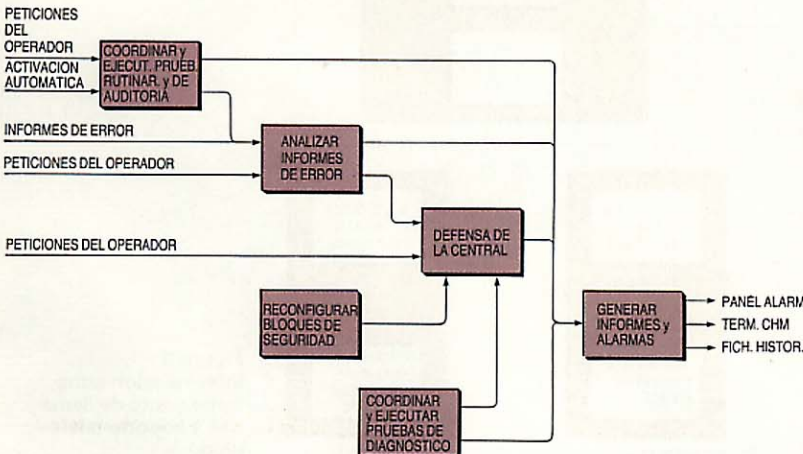 PETICIONES
DEL
OPERADOR
ACTIVACION
AUTOMATICA
COORDINAR y
EJECUT. PRUEB.
RUTINAR. y DE
AUDITORIA
INFORMES DE ERROR
PETICIONES DEL OPERADOR
ANALIZAR
INFORMES
DE ERROR
PETICIONES DEL OPERADOR
DEFENSA DE
LA CENTRAL
RECONFIGURAR
BLOQUES DE
SEGURIDAD
COORDINAR
y EJECUTAR
PRUEBAS DE
DIAGNOSTICO
GENERAR
INFORMES y
ALARMAS
PANEL ALARM
TERM. CHM
FICH. HISTOR.